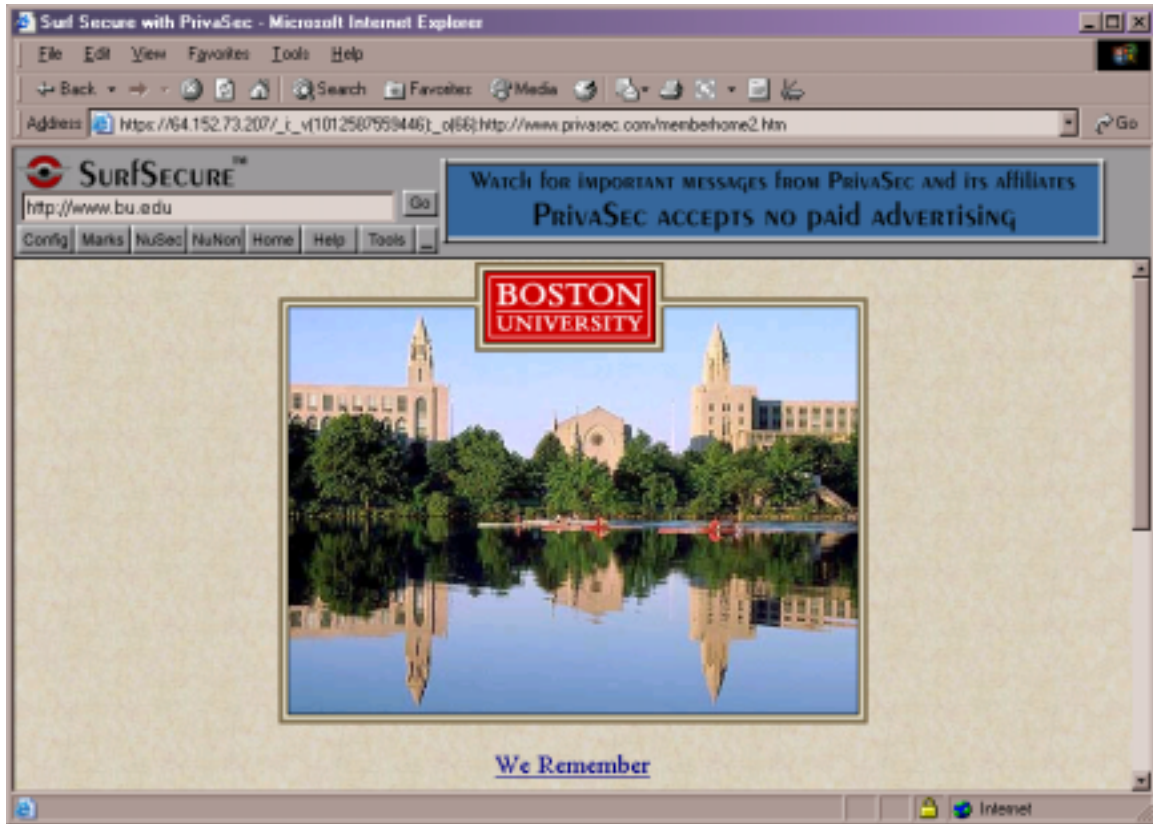 Surf Secure with PrivaSec - Microsoft Internet Explorer
File Edit View Favorites Tools Help
Back Search Favorites Media
Address https://64.152.73.207/_i:_v(1012587559446):_o(66):http://www.privasec.com/memberhome2.htm Go
SurfSecure™
http://www.bu.edu Go
Config Marks NuSec NuNon Home Help Tools _
Watch for important messages from PrivaSec and its affiliates
PrivaSec accepts no paid advertising
BOSTON
UNIVERSITY
We Remember
Internet